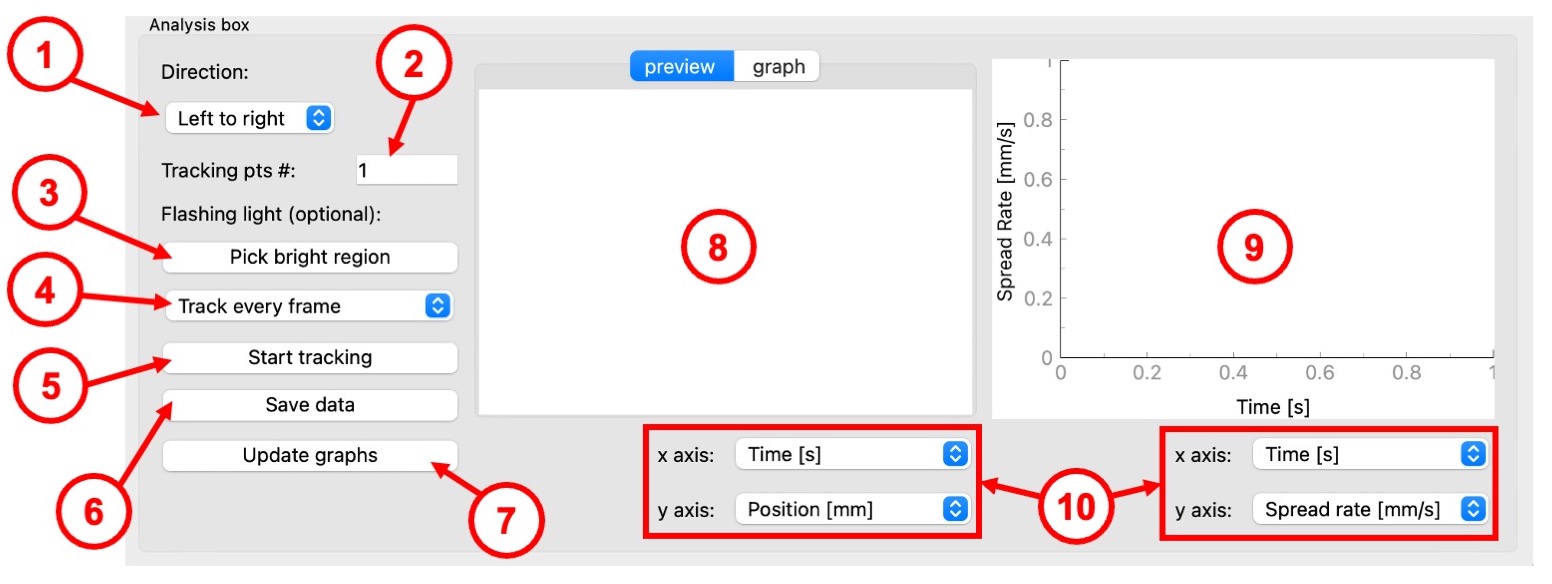 Analysis box
1
Direction:
Left to right
2
Tracking pts #:
1
3
Flashing light (optional):
Pick bright region
4
Track every frame
5
Start tracking
6
Save data
Update graphs
7
preview
graph
8
x axis:
Time [s]
y axis:
Position [mm]
10
Spread Rate [mm/s]
1
0.8
0.6
0.4
0.2
0
9
0
0.2
0.4
0.6
0.8
1
Time [s]
x axis:
Time [s]
y axis:
Spread rate [mm/s]